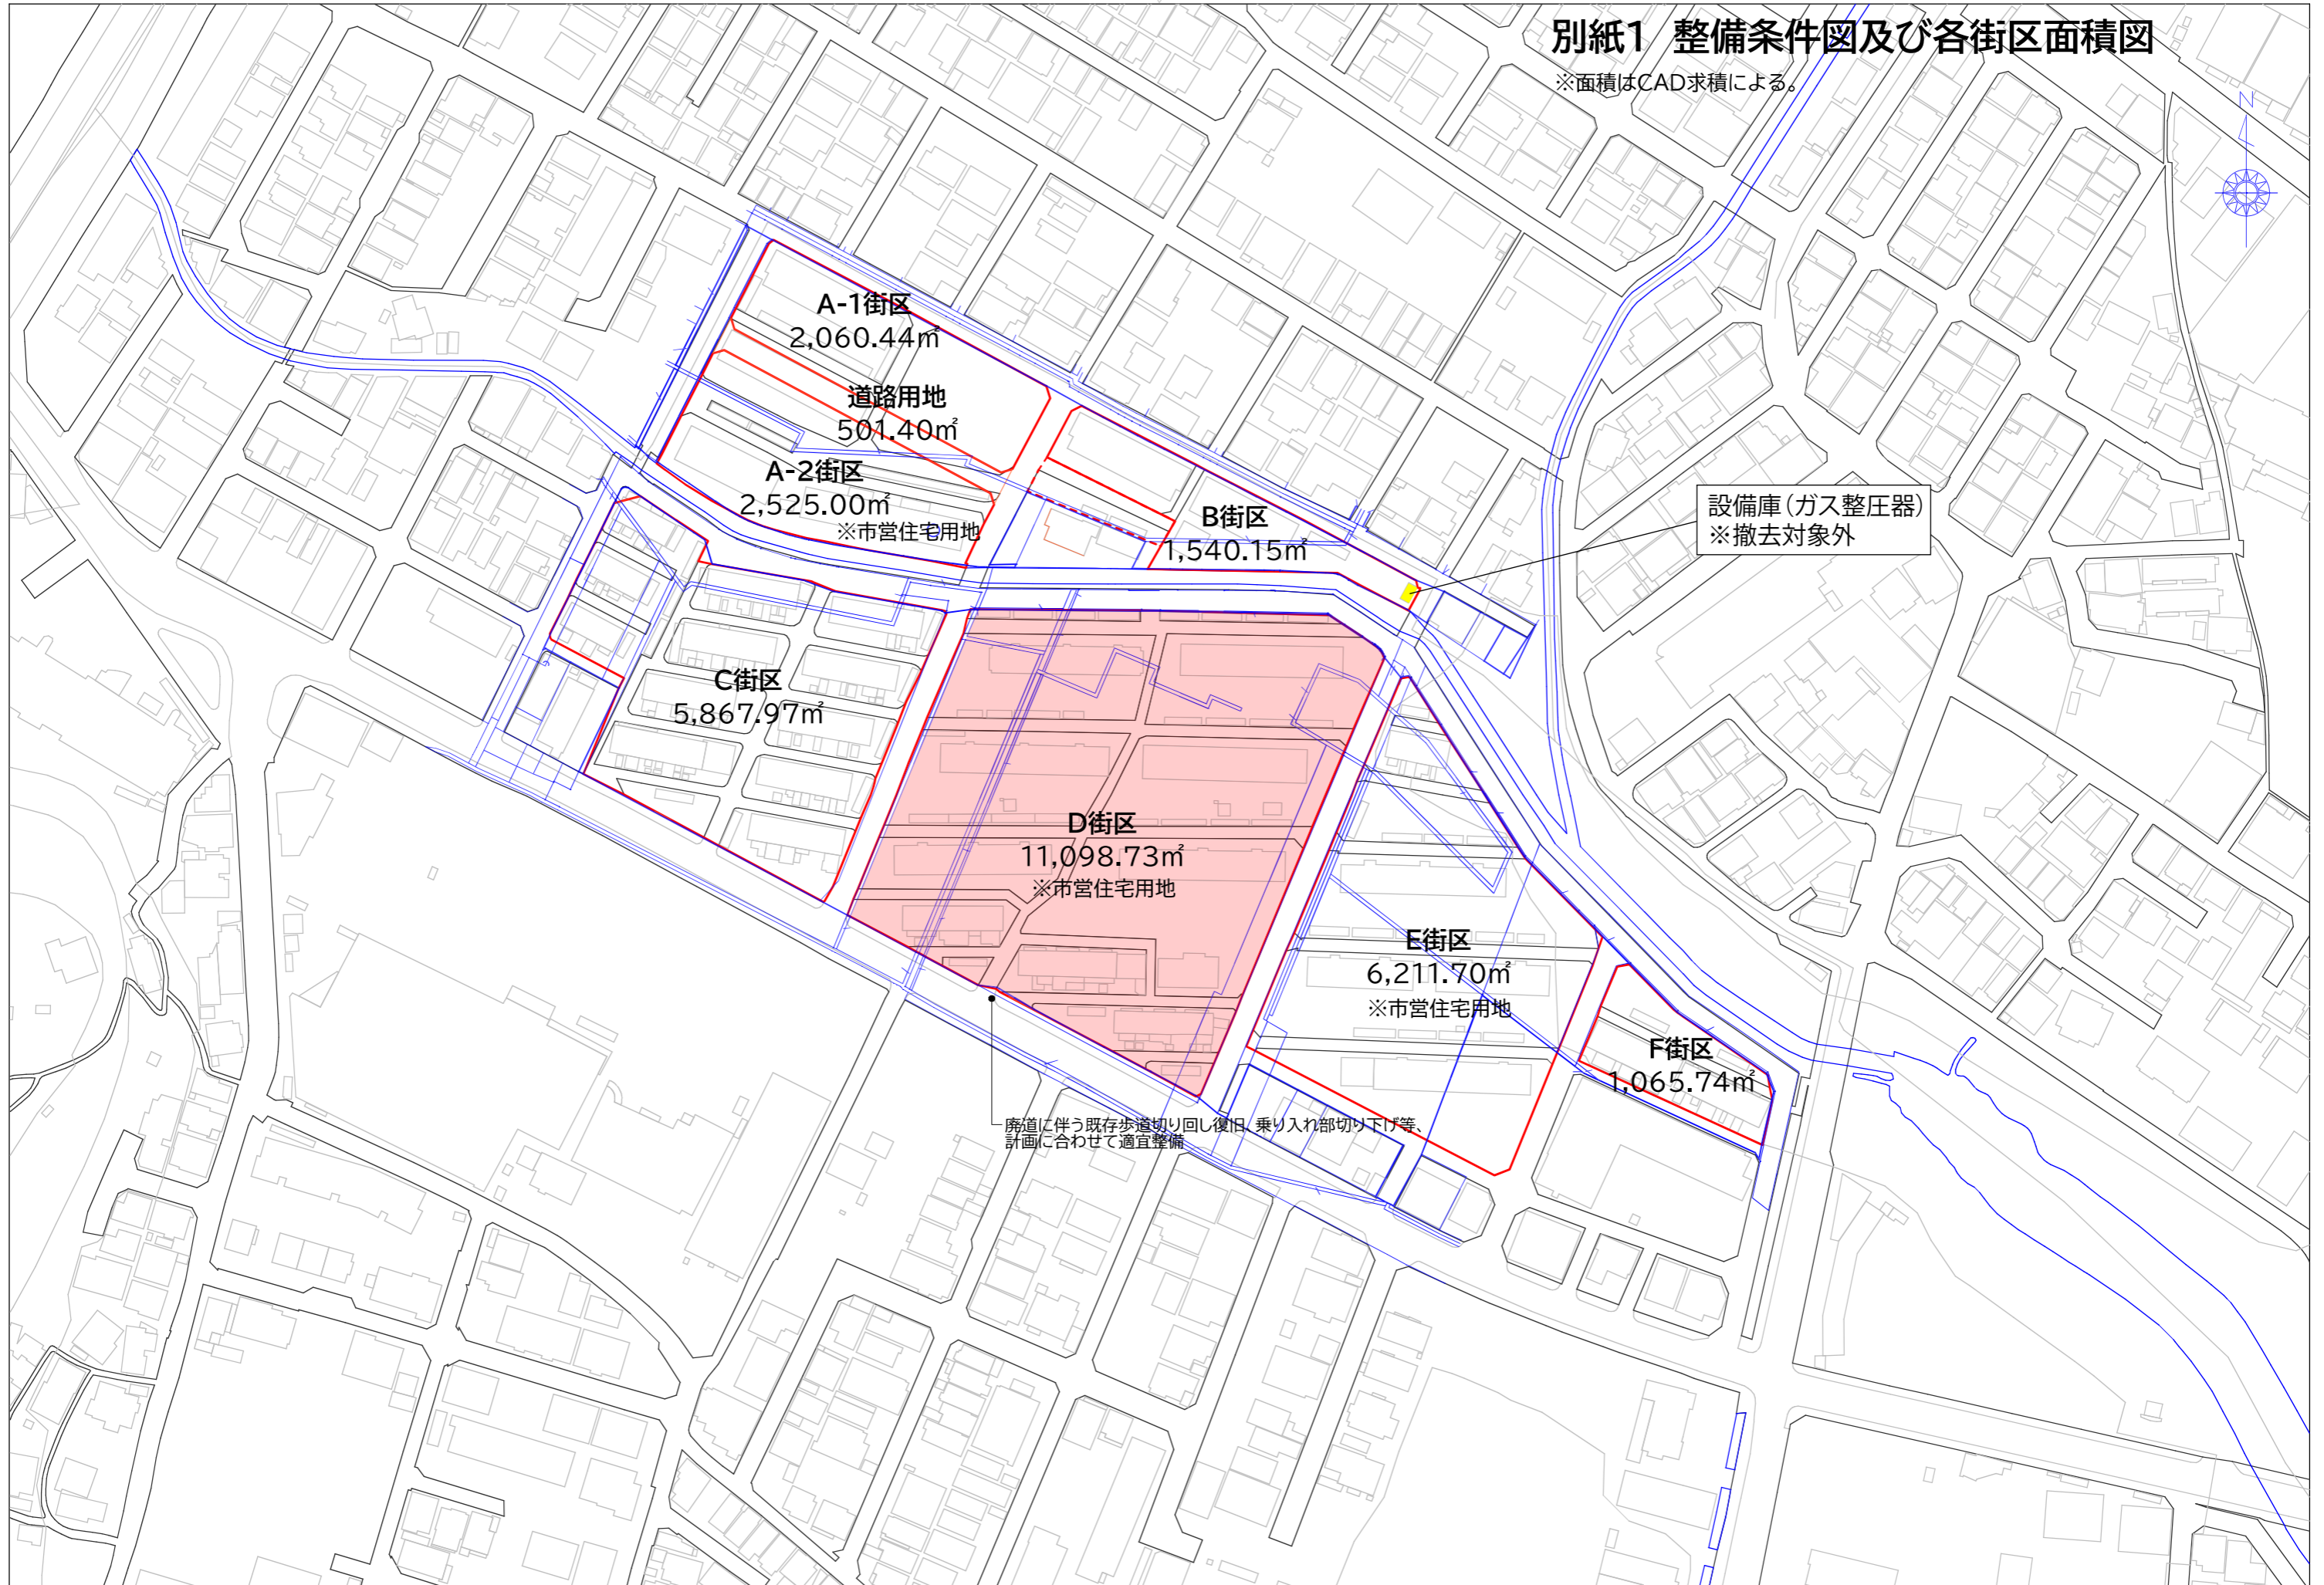 別紙1 整備条件図及び各街区面積図
※面積はCAD求積による。
N
A-1街区
2,060.44㎡
道路用地
501.40㎡
A-2街区
2,525.00㎡
※市営住宅用地
B街区
1,540.15㎡
設備庫(ガス整圧器)
※撤去対象外
C街区
5,867.97㎡
D街区
11,098.73㎡
※市営住宅用地
E街区
6,211.70㎡
※市営住宅用地
F街区
1,065.74㎡
廃道に伴う既存歩道切り回し復旧、乗り入れ部切り下げ等、
計画に合わせて適宜整備